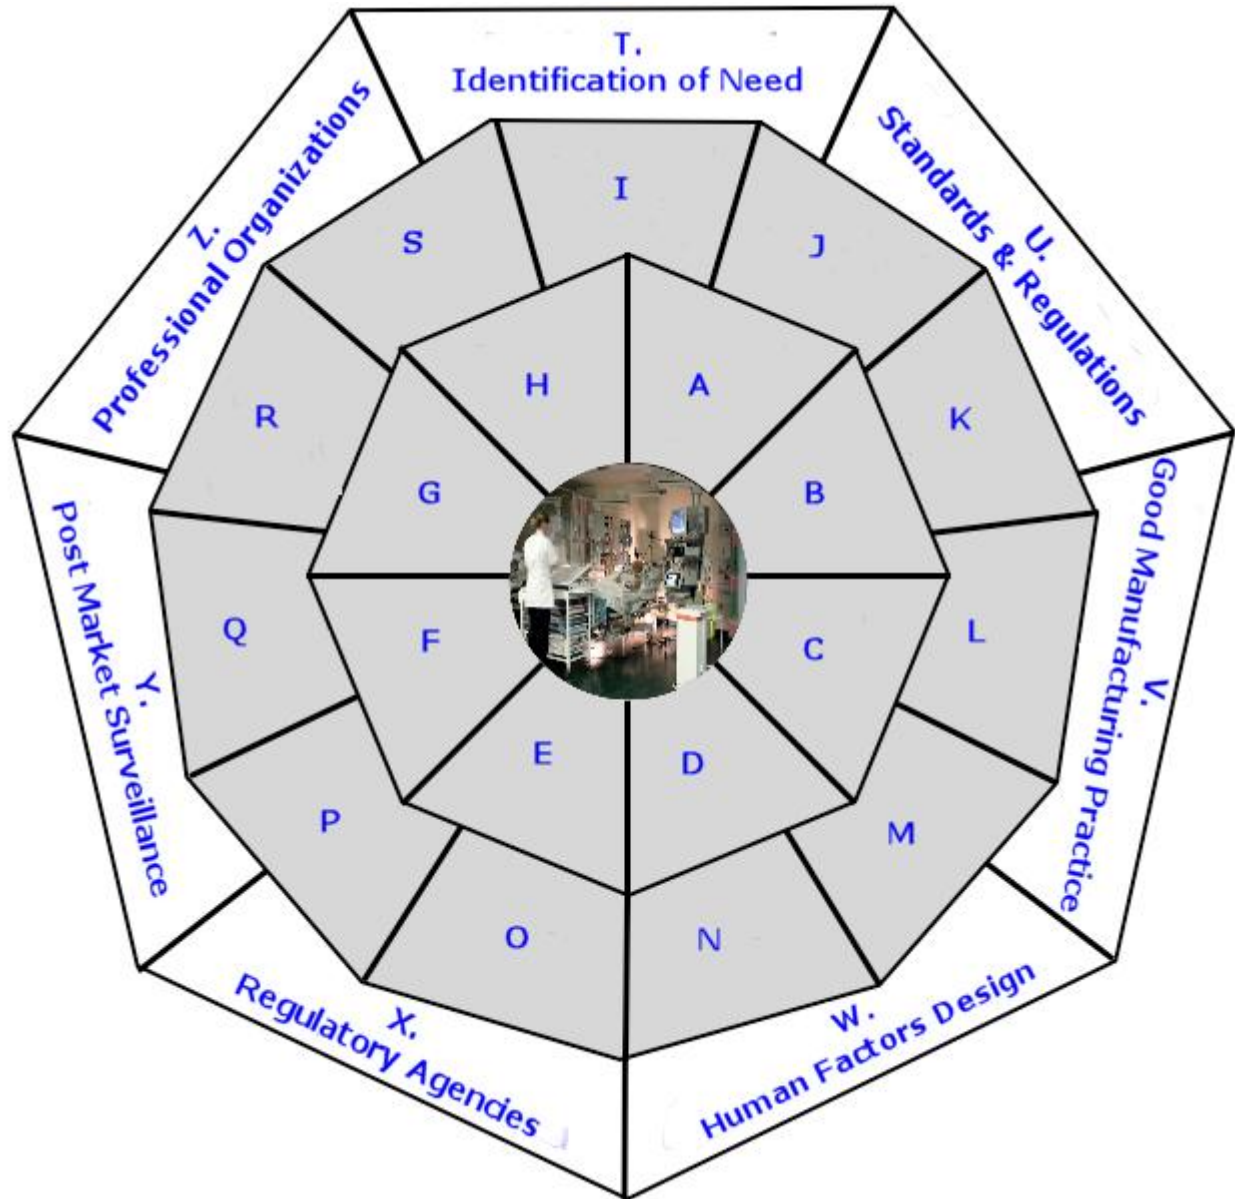 T.
Identification of Need
U.
Standards & Regulations
V.
Good Manufacturing Practice
W.
Human Factors Design
X.
Regulatory Agencies
Y.
Post Market Surveillance
Z.
Professional Organizations
I
J
K
L
M
N
O
P
Q
R
S
A
B
C
D
E
F
G
H